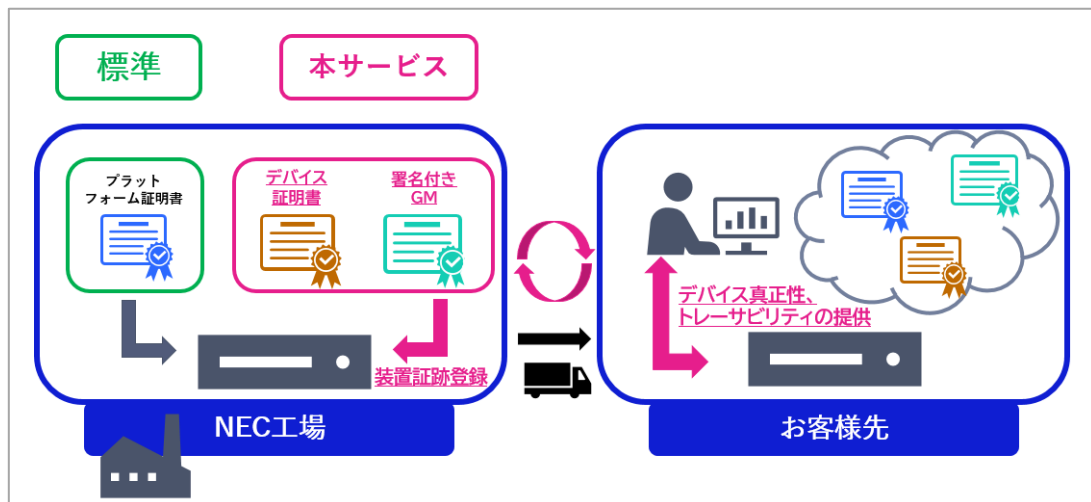 標準
本サービス
プラット
フォーム証明書
デバイス
証明書
署名付き
GM
装置証跡登録
NEC工場
デバイス真正性、
トレーサビリティの提供
お客様先